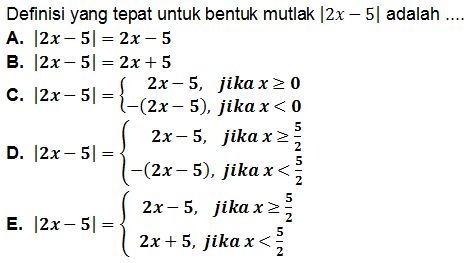 Definisi yang tepat untuk bentuk mutlak |2x − 5| adalah ....
A. |2x − 5| = 2x − 5
B. |2x − 5| = 2x + 5
C. |2x − 5| = { 2x − 5, jika x ≥ 0
−(2x − 5), jika x < 0
D. |2x − 5| = { 2x − 5, jika x ≥ 5/2
−(2x − 5), jika x < 5/2
E. |2x − 5| = { 2x − 5, jika x ≥ 5/2
2x + 5, jika x < 5/2